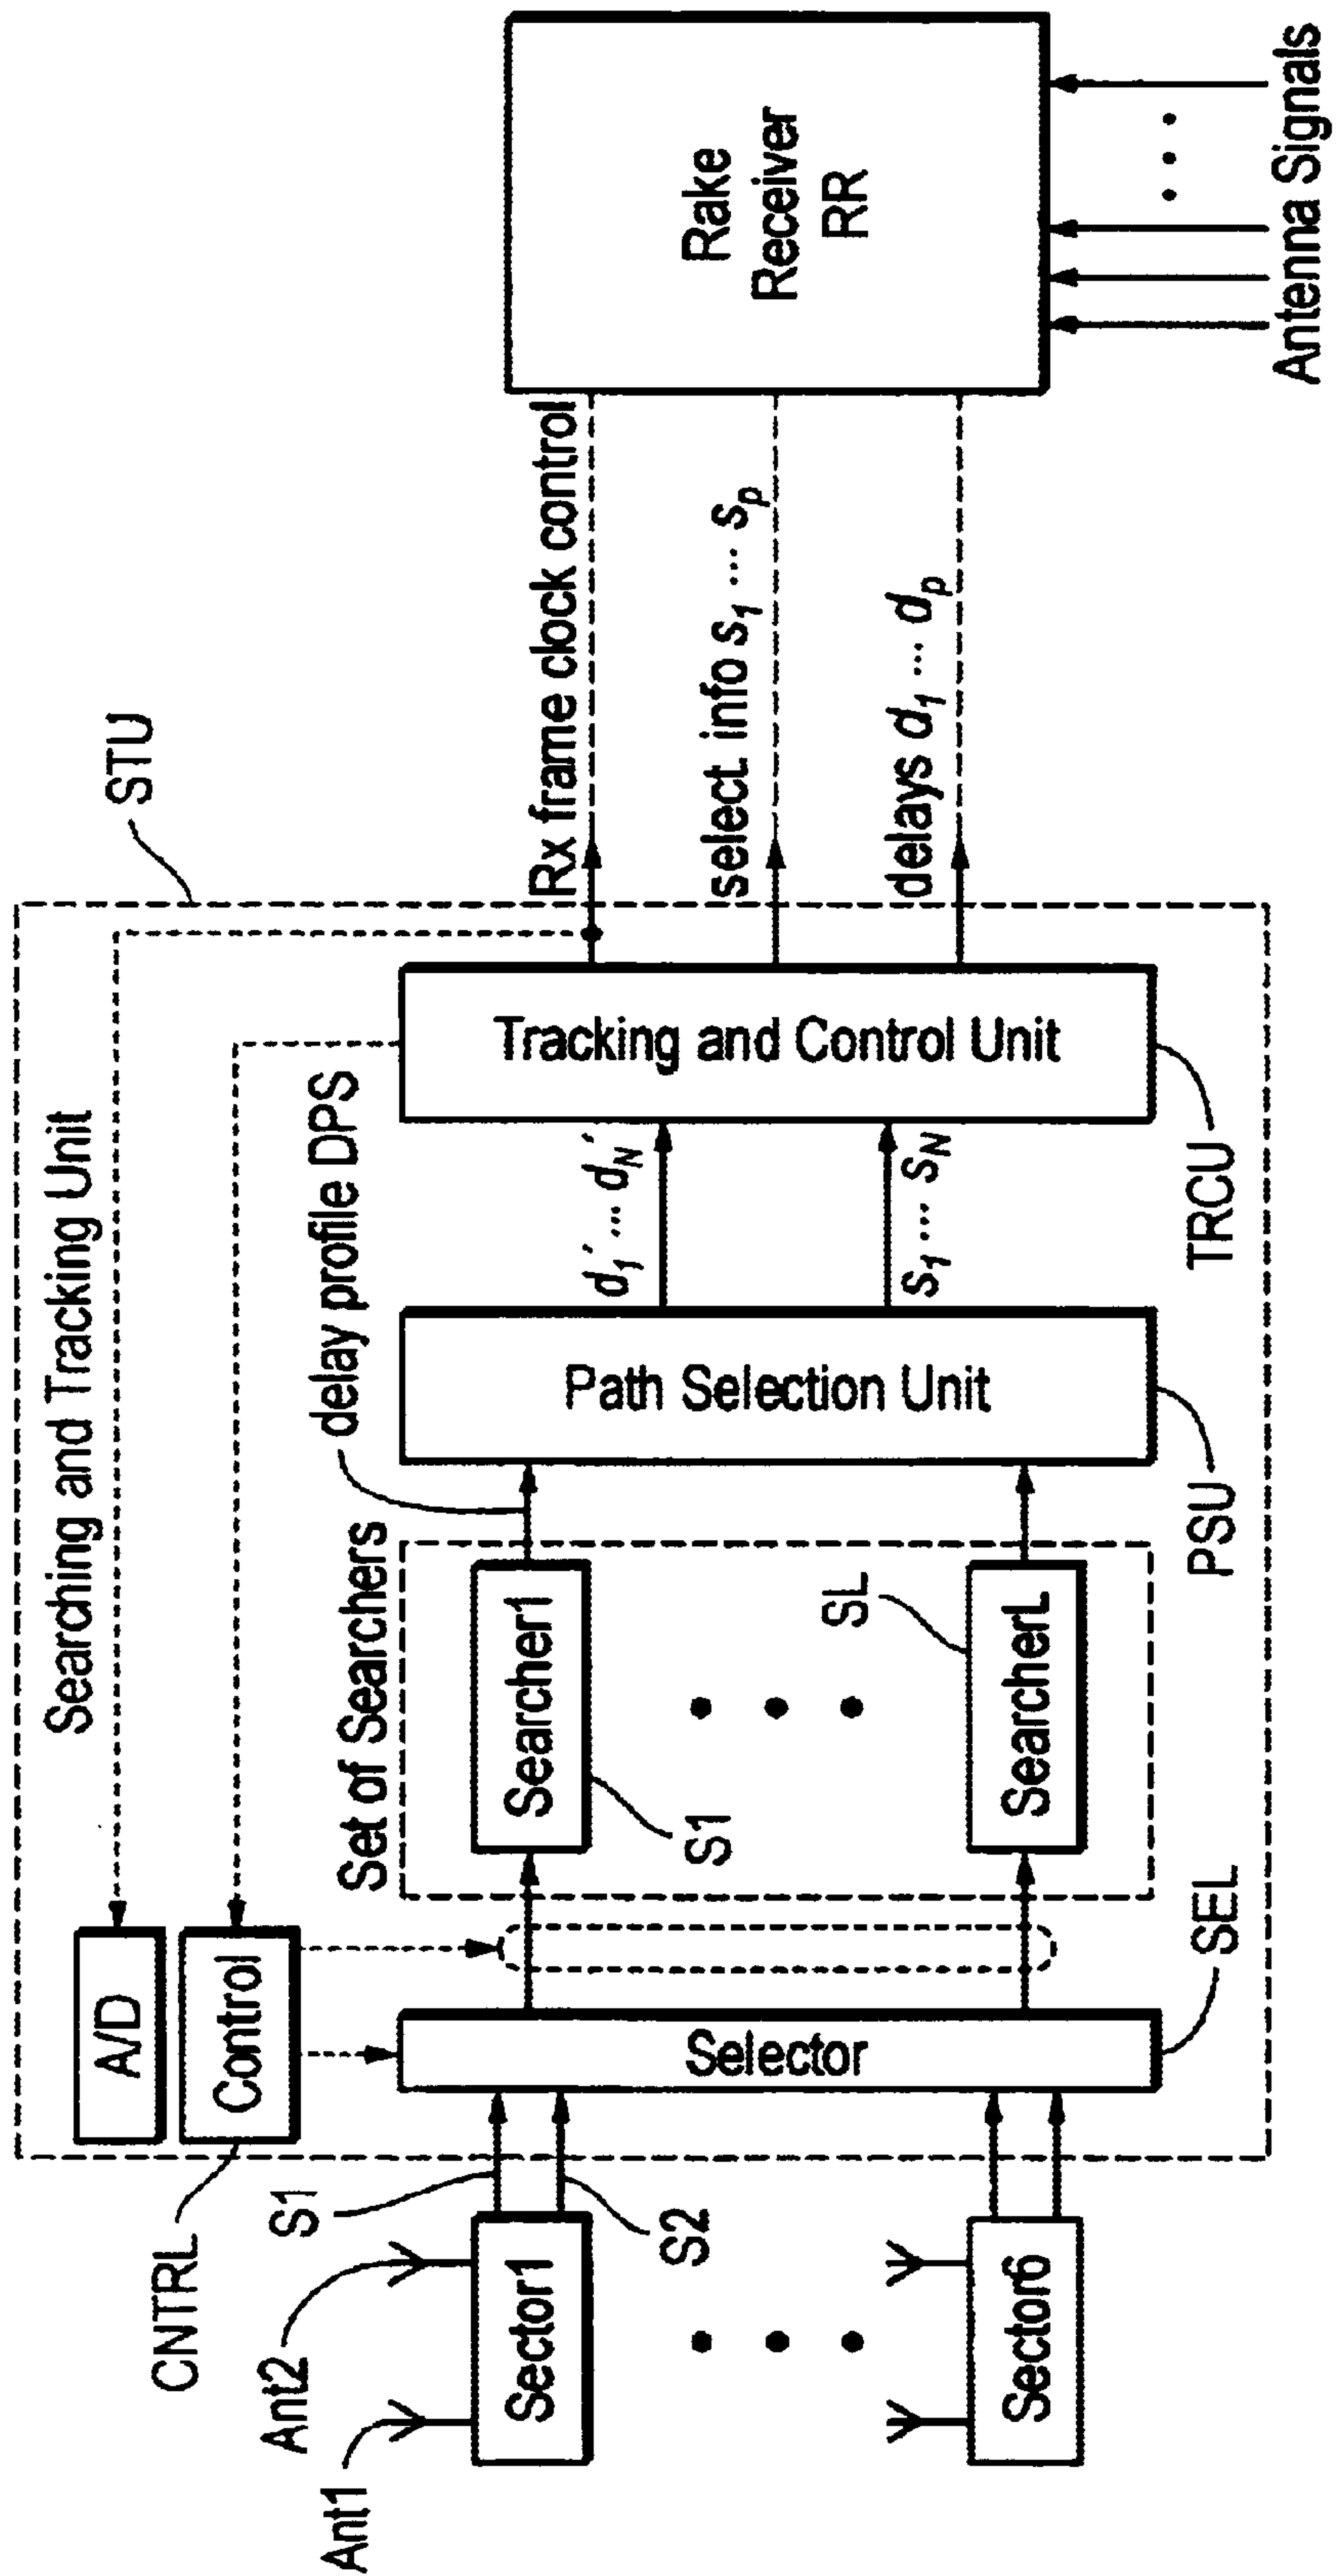 STU
Searching and Tracking Unit
A/D
Control
CNTRL
Set of Searchers
delay profile DPS
Rx frame clock control
select info s1 ... sp
delays d1 ... dp
Ant1
Ant2
S1
S2
Sector1
Sector6
Selector
SEL
Searcher1
S1
SL
SearcherL
Path Selection Unit
PSU
d1´ ... dN´
s1 ... sN
Tracking and Control Unit
TRCU
Rake
Receiver
RR
Antenna Signals